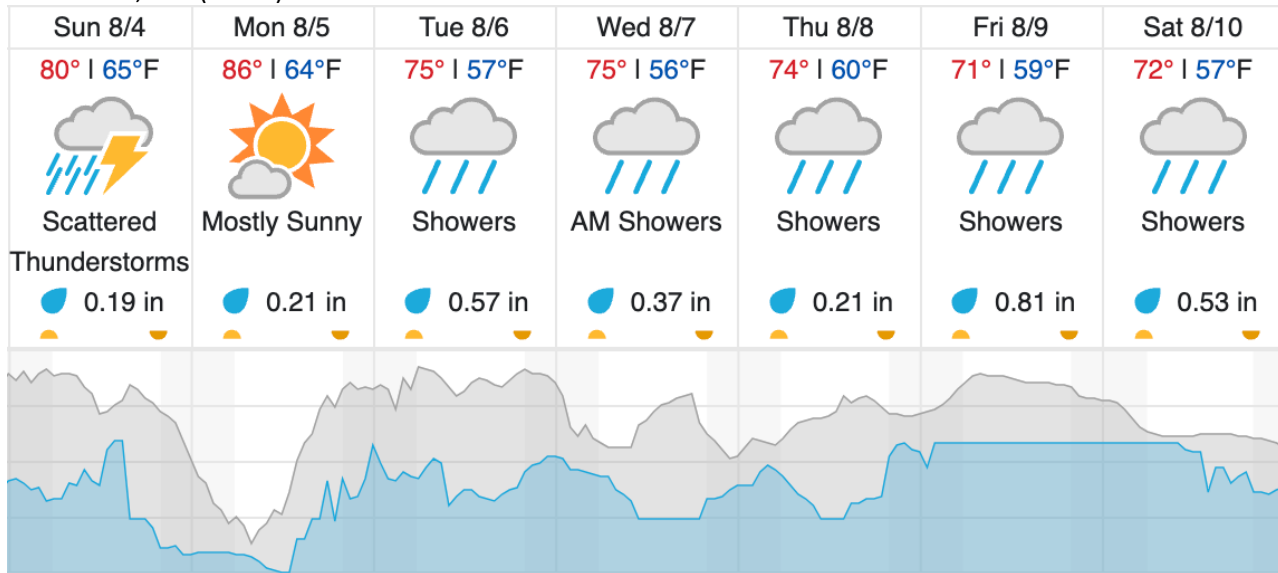 Sun 8/4 Mon 8/5 Tue 8/6 Wed 8/7 Thu 8/8 Fri 8/9 Sat 8/10
80° | 65°F 86° | 64°F 75° | 57°F 75° | 56°F 74° | 60°F 71° | 59°F 72° | 57°F
Scattered Mostly Sunny Showers AM Showers Showers Showers Showers
Thunderstorms
0.19 in 0.21 in 0.57 in 0.37 in 0.21 in 0.81 in 0.53 in